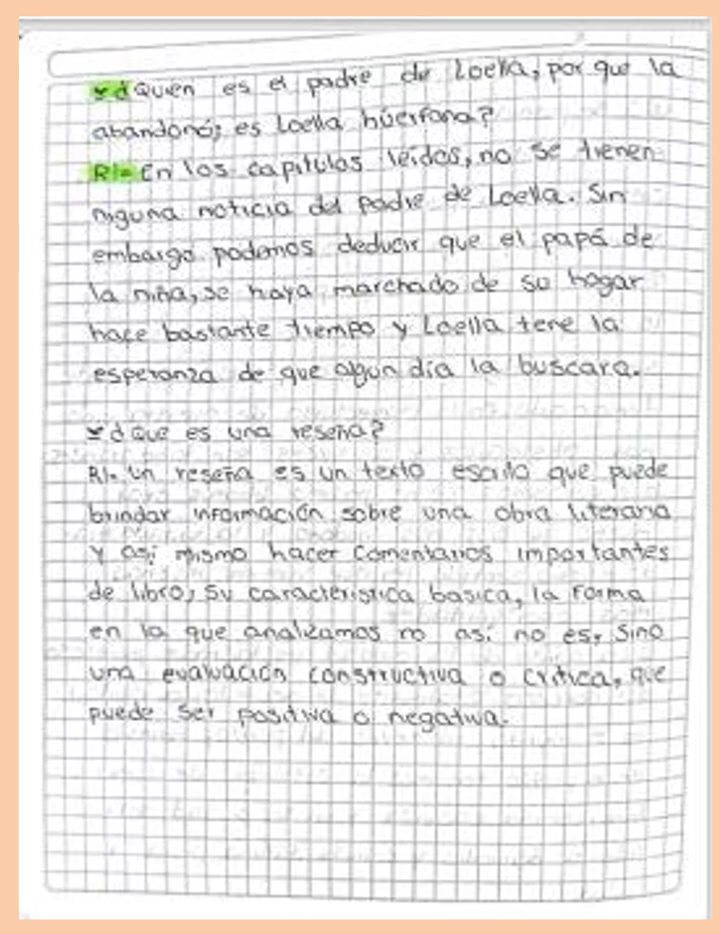 * ¿Quien es el padre de Loella, por que la
abandonó; es Loella húerfana?
R/= En los capitulos leídos, no se tienen
niguna noticia del padre de Loella. Sin
embargo podemos deducir que el papá de
la niña, se haya marchado de su hogar
hace bastante tiempo y Loella tene la
esperanza de que algun día la buscara.
* ¿Que es una reseña?
R/= Un reseña es un texto escrito que puede
brindar información sobre una obra literaria
y así mismo hacer comentarios importantes
de libro, su caracteristica basica, la forma
en la que analizamos no así no es, sino
una evaluación constructiva o critica, que
puede ser positiva o negativa.